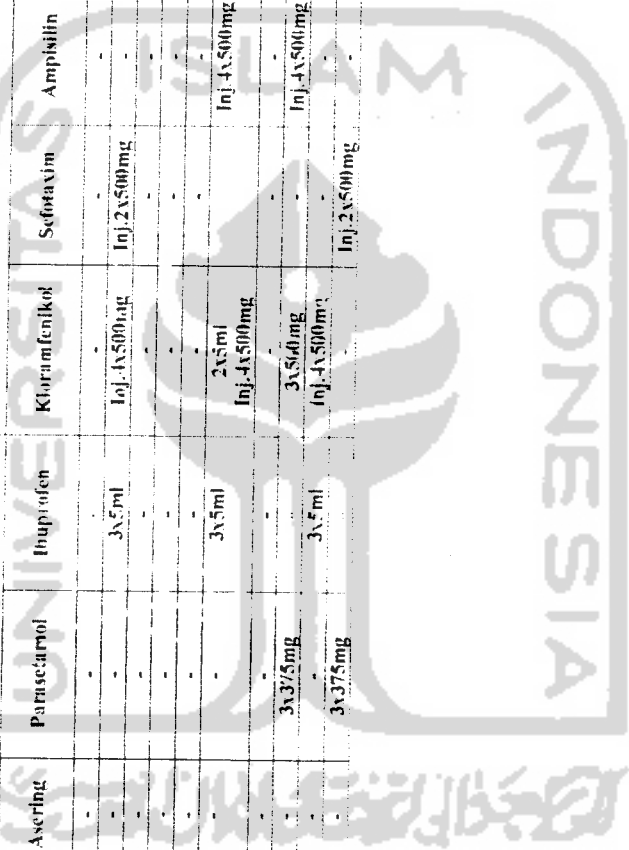 UNIVERSITAS ISLAM INDONESIA
Asering Parasetamol Ibuprofen Kloramfenikol Sefotaxim Ampisilin
- - - - -
- - 3x5ml Inj.4x500mg Inj.2x500mg -
- - - - - -
- - - - - -
- - - - - -
- - 3x5ml 2x5ml Inj.4x500mg
Inj.4x500mg
- - - - - -
- 3x375mg 3x500mg - Inj.4x500mg
- - 3x5ml Inj.4x500mg - -
- 3x375mg - Inj.2x500mg -